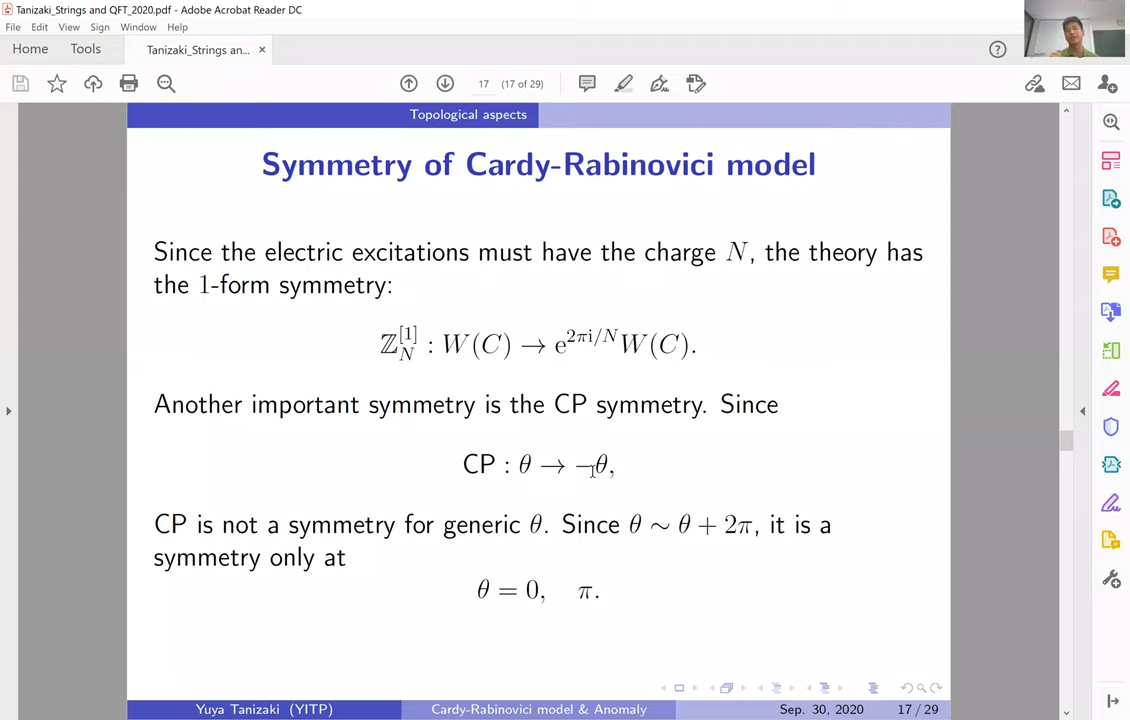 Tanizaki_Strings and QFT_2020.pdf - Adobe Acrobat Reader DC
File Edit View Sign Window Help
Home Tools Tanizaki_Strings an... ×
17 (17 of 29)
Topological aspects
Symmetry of Cardy-Rabinovici model
Since the electric excitations must have the charge N, the theory has
the 1-form symmetry:
ℤ_N^[1] : W(C) → e^{2πi/N} W(C).
Another important symmetry is the CP symmetry. Since
CP : θ → −θ,
CP is not a symmetry for generic θ. Since θ ∼ θ + 2π, it is a
symmetry only at
θ = 0, π.
Yuya Tanizaki (YITP) Cardy-Rabinovici model & Anomaly Sep. 30, 2020 17 / 29